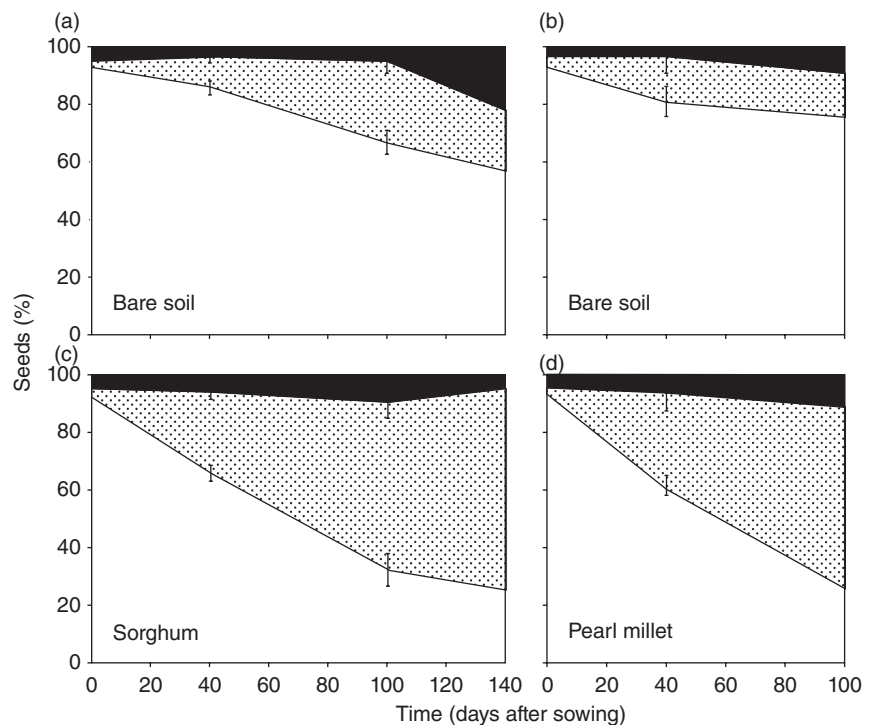 (a)
100
80
60
40
20
0
Bare soil
(b)
Bare soil
Seeds (%)
(c)
100
80
60
40
20
0
Sorghum
0 20 40 60 80 100 120 140
(d)
Pearl millet
0 20 40 60 80 100
Time (days after sowing)